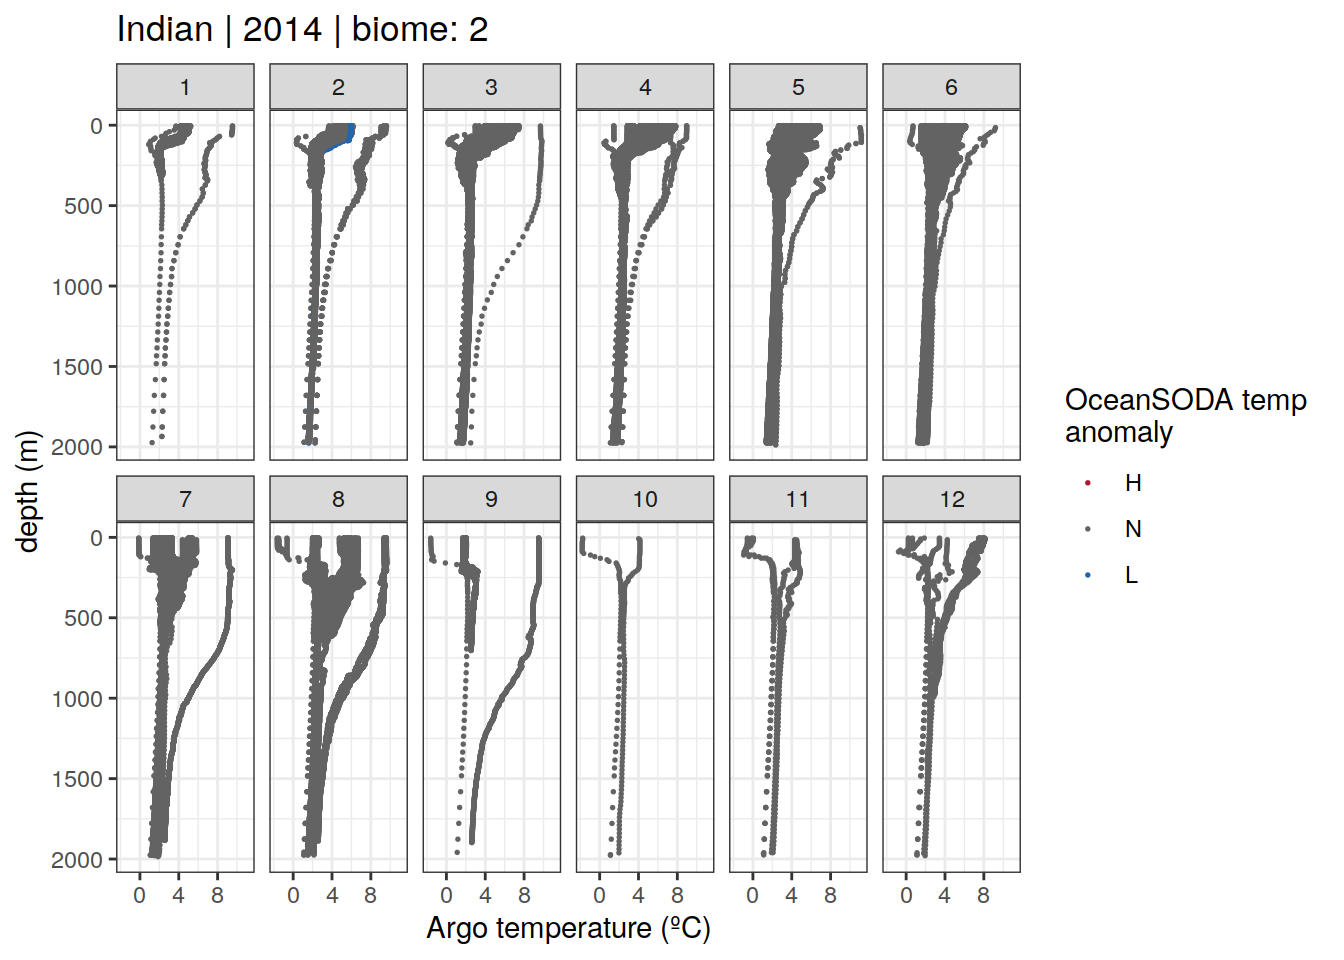 Indian | 2014 | biome: 2
1 2 3 4 5 6
0
500
1000
1500
2000
7 8 9 10 11 12
0
500
1000
1500
2000
0 4 8 0 4 8 0 4 8 0 4 8 0 4 8 0 4 8
Argo temperature (ºC)
depth (m)
OceanSODA temp
anomaly
H
N
L